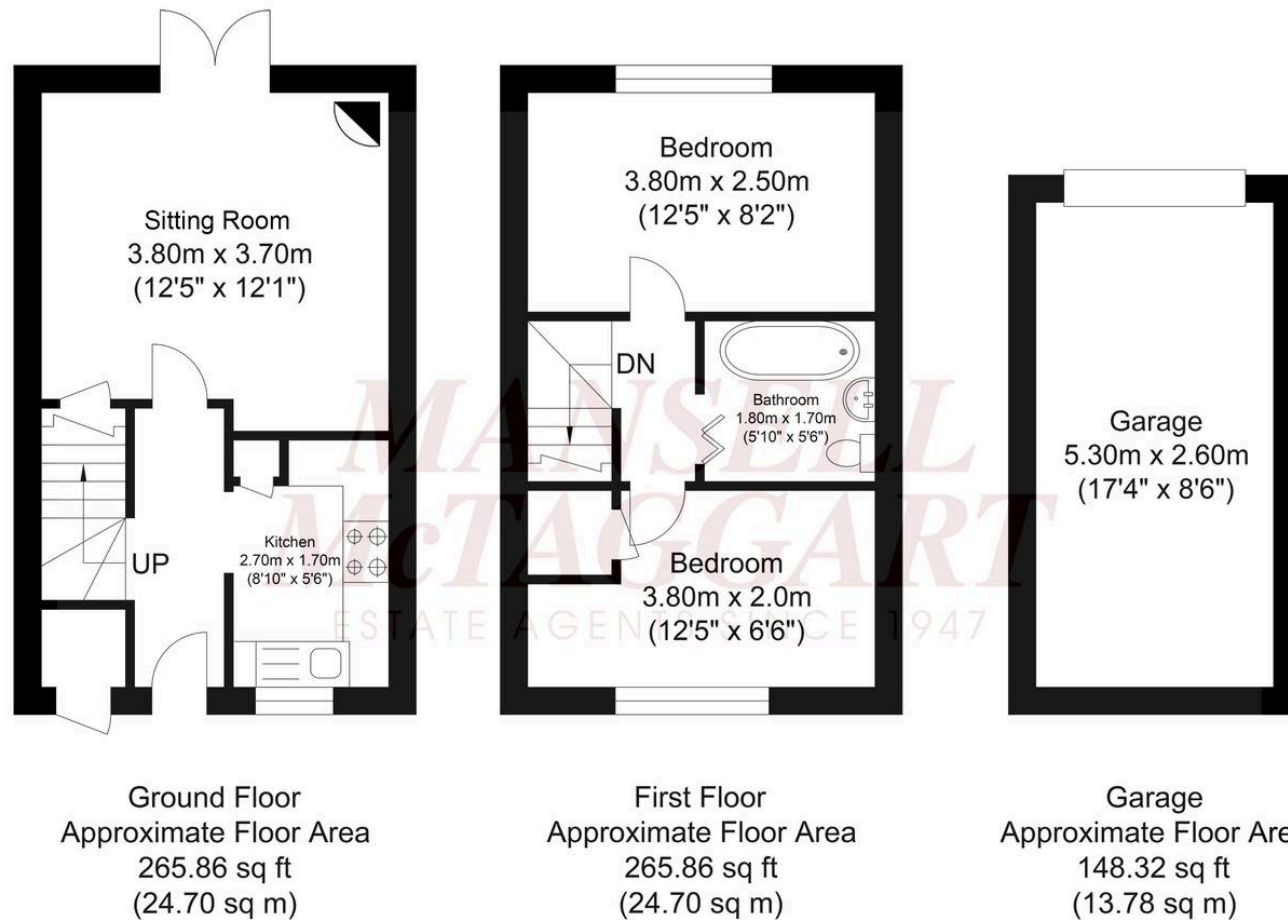 Sitting Room
3.80m x 3.70m
(12'5" x 12'1")
UP
Kitchen
2.70m x 1.70m
(8'10" x 5'6")
Ground Floor
Approximate Floor Area
265.86 sq ft
(24.70 sq m)
Bedroom
3.80m x 2.50m
(12'5" x 8'2")
DN
Bathroom
1.80m x 1.70m
(5'10" x 5'6")
Bedroom
3.80m x 2.0m
(12'5" x 6'6")
First Floor
Approximate Floor Area
265.86 sq ft
(24.70 sq m)
Garage
5.30m x 2.60m
(17'4" x 8'6")
Garage
Approximate Floor Are
148.32 sq ft
(13.78 sq m)
MANSELL
McTAGGART
ESTATE AGENTS SINCE 1947